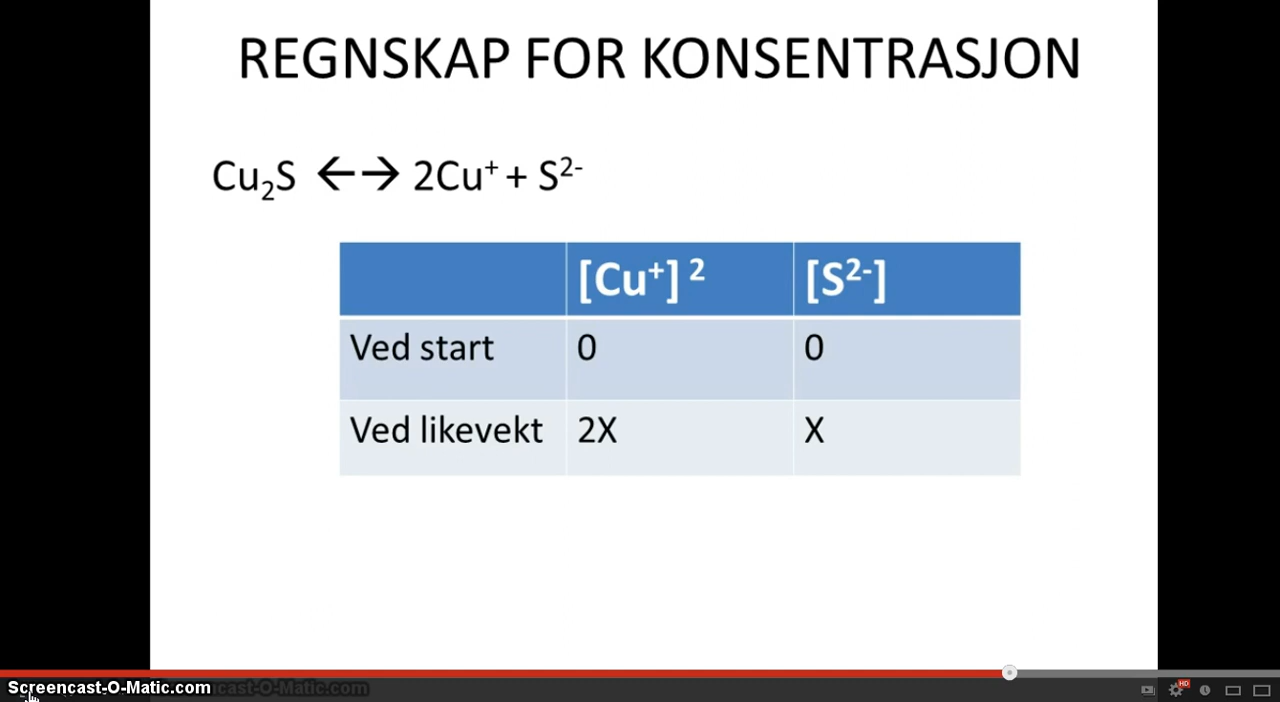 REGNSKAP FOR KONSENTRASJON
Cu₂S ←→ 2Cu⁺ + S²⁻
[Cu⁺] ² [S²⁻]
Ved start 0 0
Ved likevekt 2X X
Screencast-O-Matic.com
HD